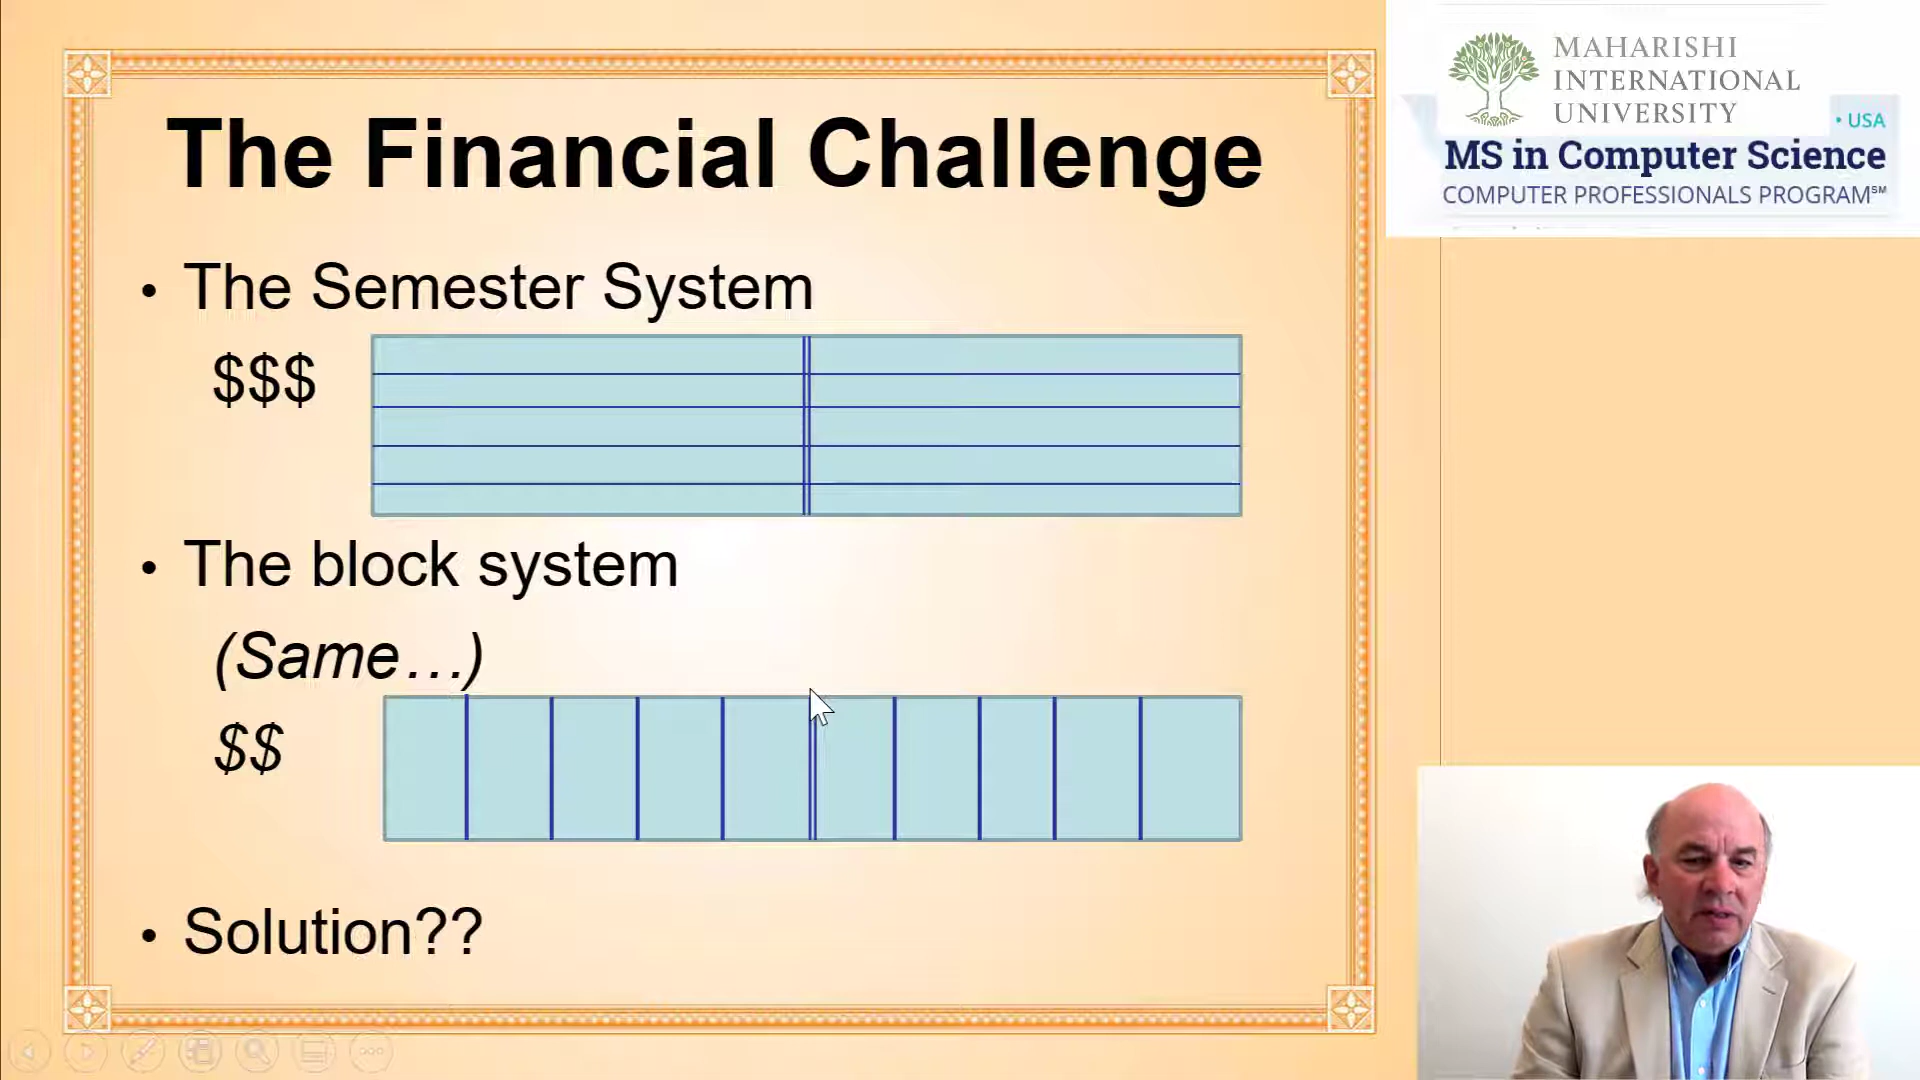 The Financial Challenge
• The Semester System
$$$
• The block system
(Same…)
$$
• Solution??
MAHARISHI
INTERNATIONAL
UNIVERSITY
• USA
MS in Computer Science
COMPUTER PROFESSIONALS PROGRAM℠